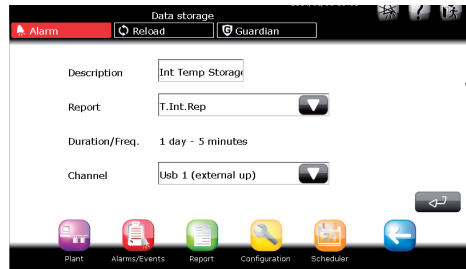 Data storage
Alarm Reload Guardian
Description Int Temp Storage
Report T.Int.Rep
Duration/Freq. 1 day - 5 minutes
Channel Usb 1 (external up)
Plant Alarms/Events Report Configuration Scheduler